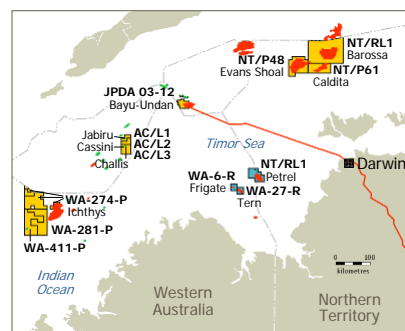 NT/RL1
NT/P48
Barossa
Evans Shoal
NT/P61
Caldita
JPDA 03-12
Bayu-Undan
Timor Sea
Jabiru
AC/L1
Cassini
AC/L2
AC/L3
Challis
NT/RL1
Darwin
WA-6-R
Petrel
Frigate
WA-27-R
Tern
WA-274-P
Ichthys
WA-281-P
WA-411-P
0 100
kilometres
Indian
Ocean
Western
Australia
Northern
Territory